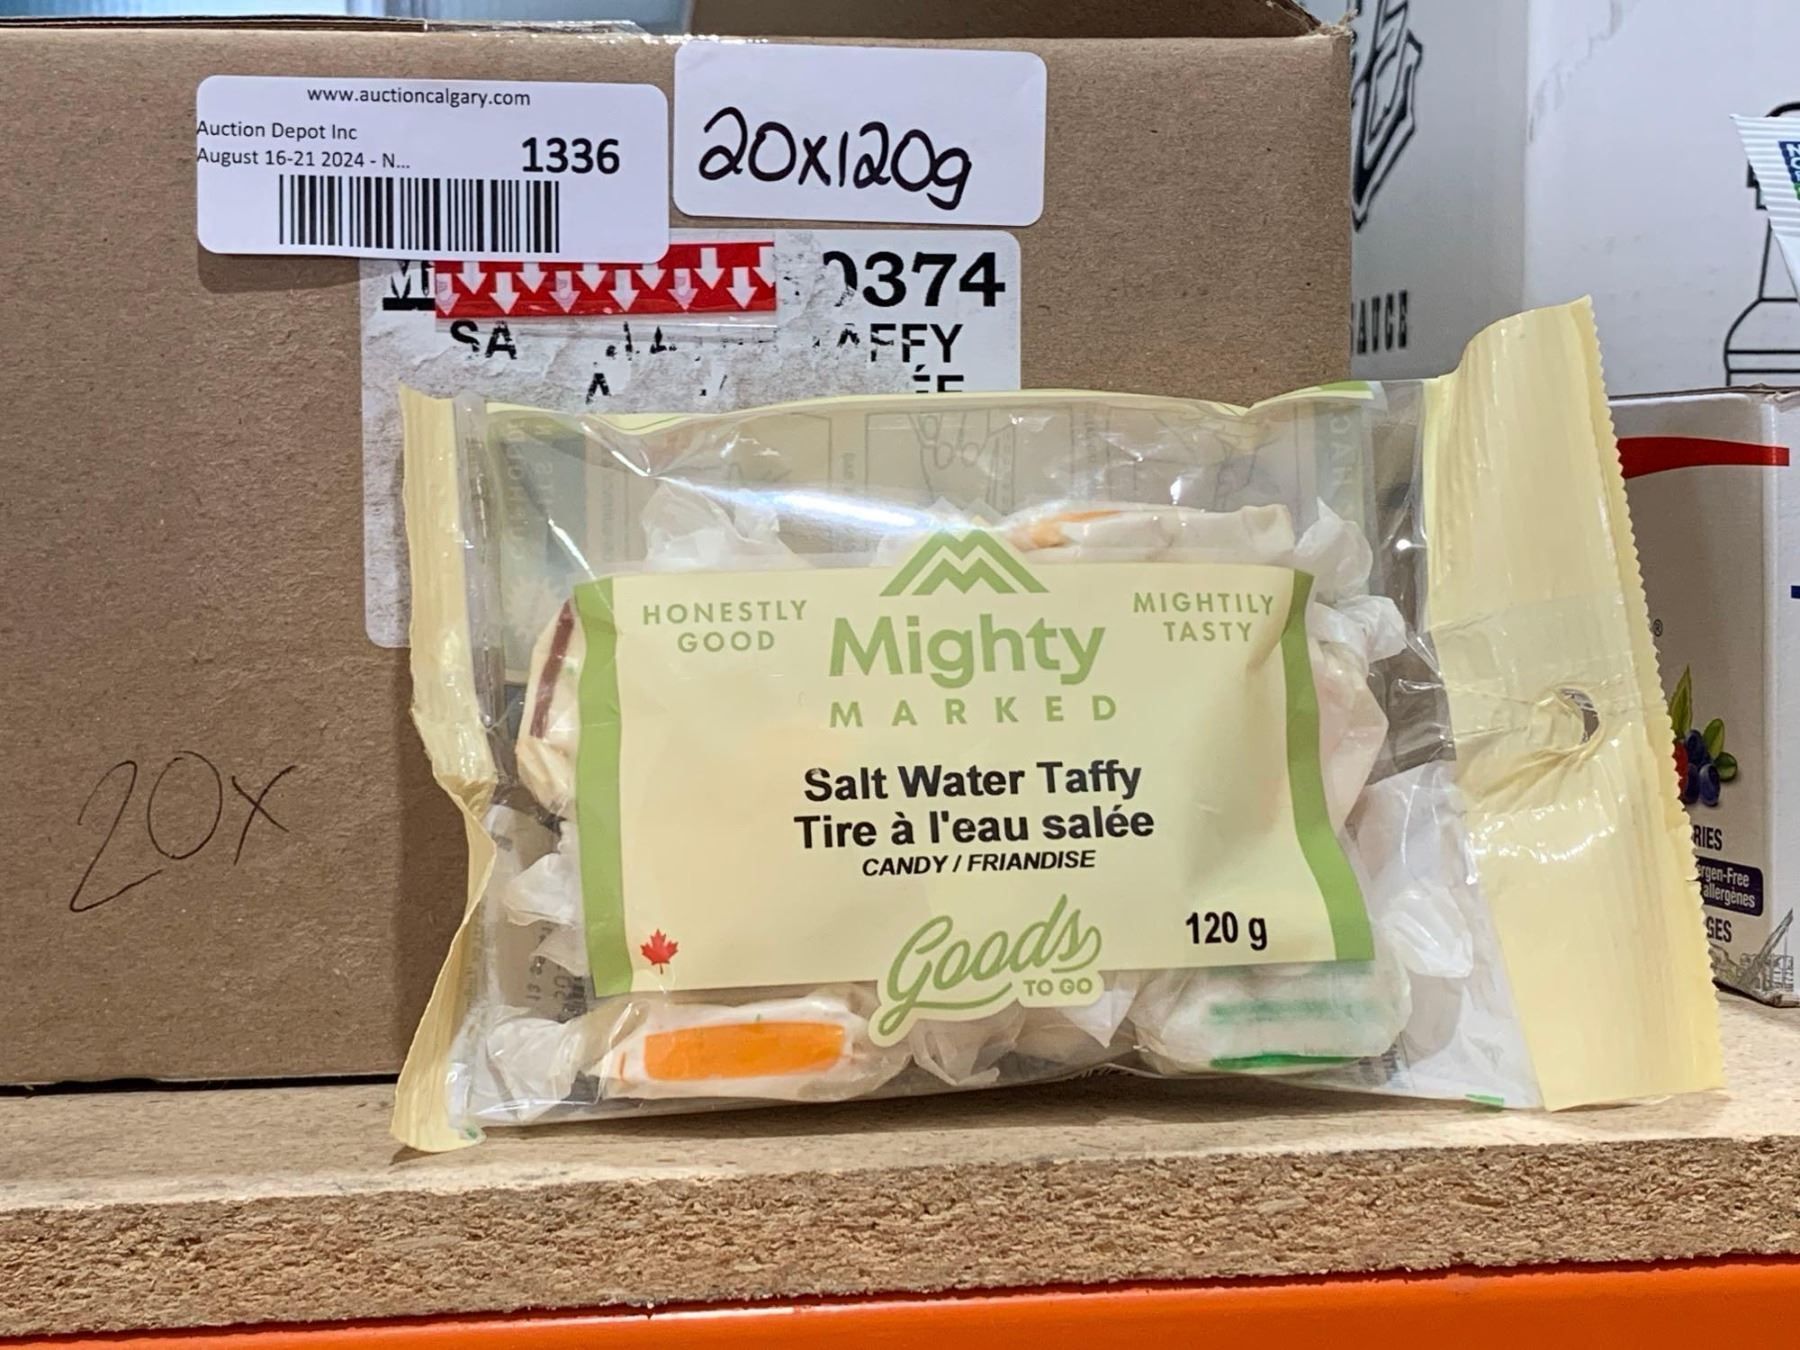 www.auctioncalgary.com
Auction Depot Inc
August 16-21 2024 - N...
1336
20x120g
0374
TAFFY
20x
HONESTLY
GOOD
Mighty
MARKED
MIGHTILY
TASTY
Salt Water Taffy
Tire à l'eau salée
CANDY / FRIANDISE
Goods
TO GO
120 g